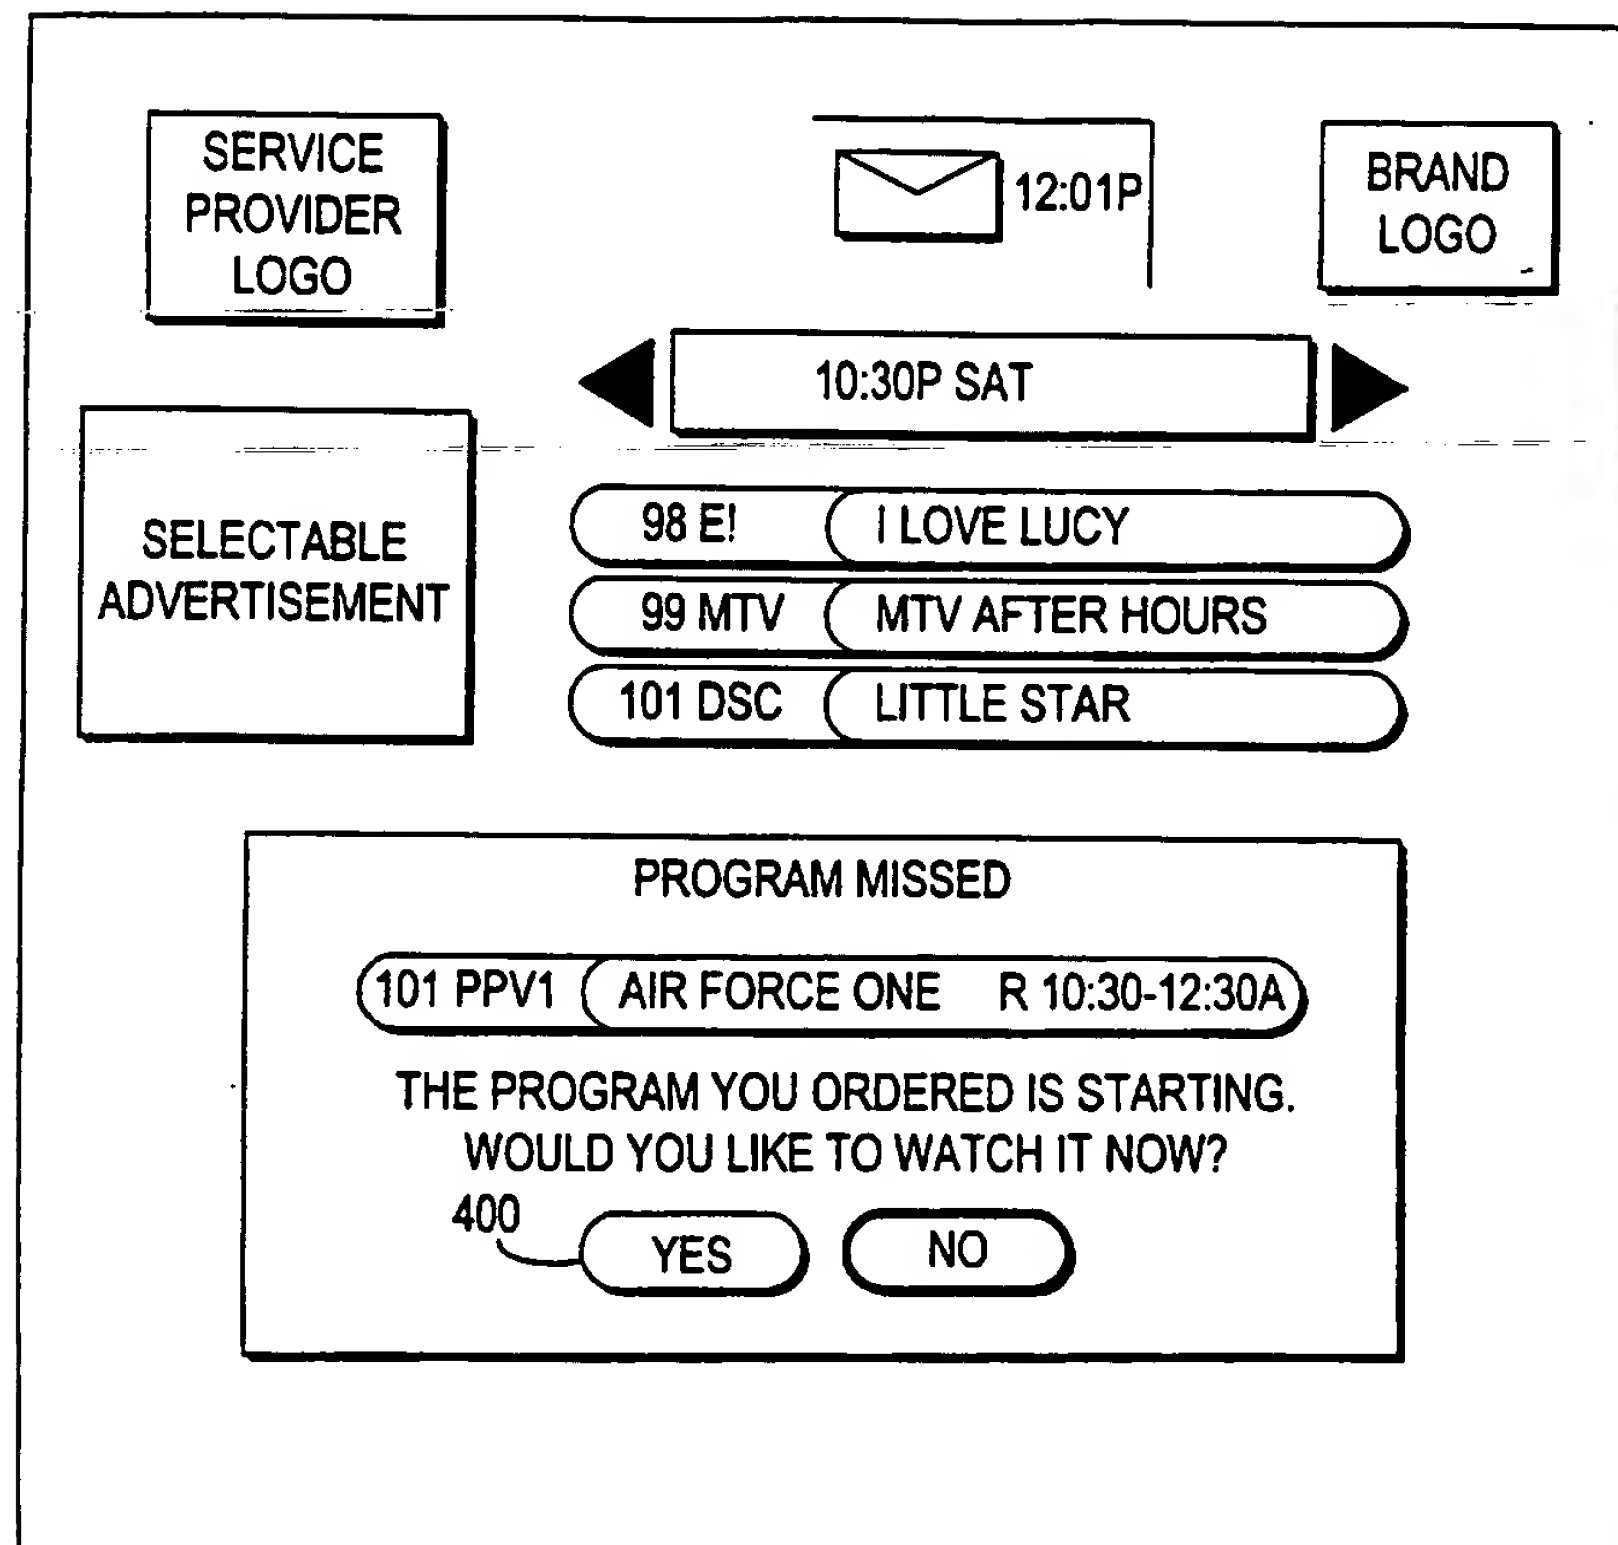 SERVICE
PROVIDER
LOGO
12:01P
BRAND
LOGO
10:30P SAT
SELECTABLE
ADVERTISEMENT
98 E! I LOVE LUCY
99 MTV MTV AFTER HOURS
101 DSC LITTLE STAR
PROGRAM MISSED
101 PPV1 AIR FORCE ONE R 10:30-12:30A
THE PROGRAM YOU ORDERED IS STARTING.
WOULD YOU LIKE TO WATCH IT NOW?
400
YES NO